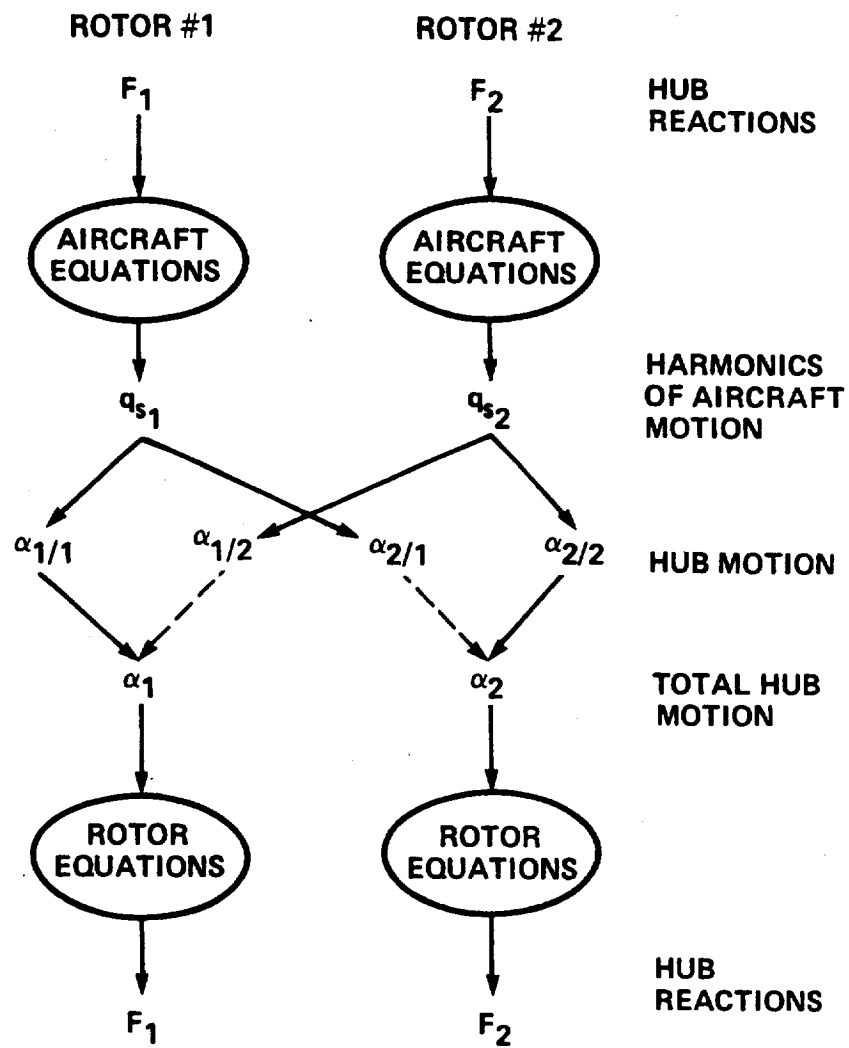 ROTOR #1 ROTOR #2
F1 F2 HUB
REACTIONS
AIRCRAFT
EQUATIONS
AIRCRAFT
EQUATIONS
qs1 qs2 HARMONICS
OF AIRCRAFT
MOTION
α1/1 α1/2 α2/1 α2/2 HUB MOTION
α1 α2 TOTAL HUB
MOTION
ROTOR
EQUATIONS
ROTOR
EQUATIONS
F1 F2 HUB
REACTIONS